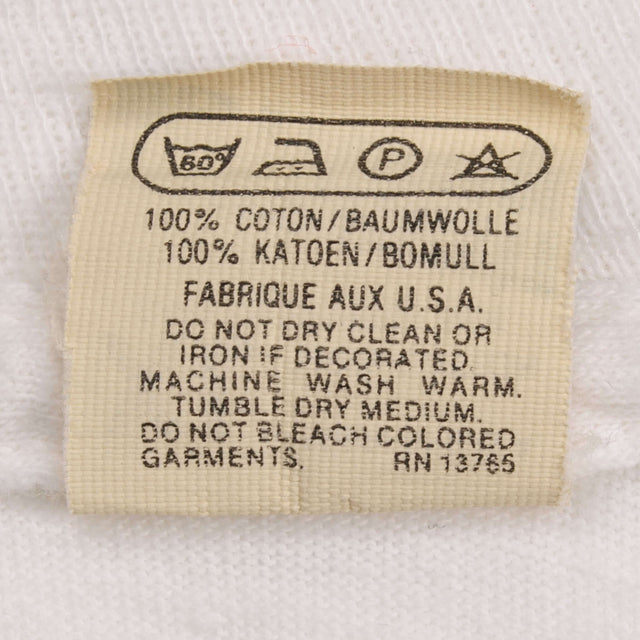 60°
P
100% COTON/BAUMWOLLE
100% KATOEN/BOMULL
FABRIQUE AUX U.S.A.
DO NOT DRY CLEAN OR
IRON IF DECORATED.
MACHINE WASH WARM.
TUMBLE DRY MEDIUM.
DO NOT BLEACH COLORED
GARMENTS. RN 13765